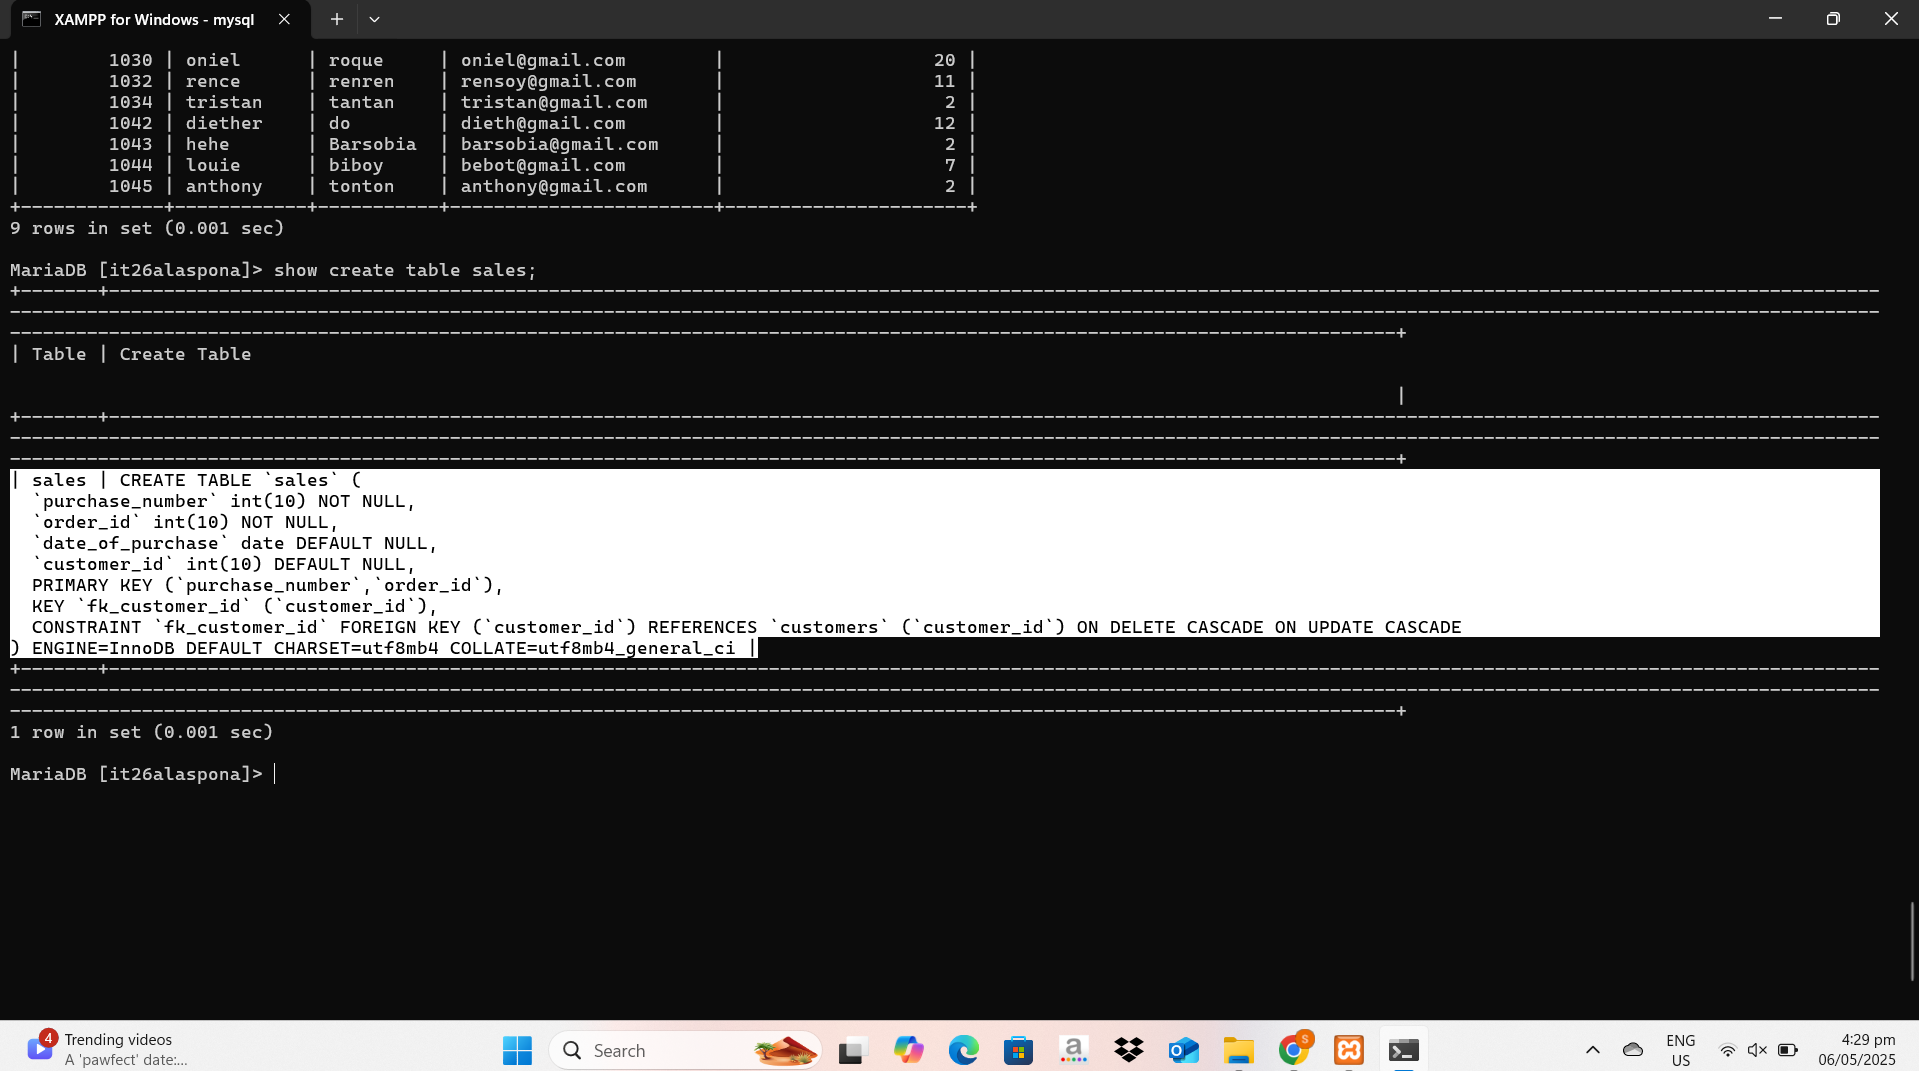 XAMPP for Windows - mysql
| 1030 | oniel | roque | oniel@gmail.com | 20 |
| 1032 | rence | renren | rensoy@gmail.com | 11 |
| 1034 | tristan | tantan | tristan@gmail.com | 2 |
| 1042 | diether | do | dieth@gmail.com | 12 |
| 1043 | hehe | Barsobia | barsobia@gmail.com | 2 |
| 1044 | louie | biboy | bebot@gmail.com | 7 |
| 1045 | anthony | tonton | anthony@gmail.com | 2 |
9 rows in set (0.001 sec)
MariaDB [it26alaspona]> show create table sales;
| Table | Create Table
|
| sales | CREATE TABLE `sales` (
`purchase_number` int(10) NOT NULL,
`order_id` int(10) NOT NULL,
`date_of_purchase` date DEFAULT NULL,
`customer_id` int(10) DEFAULT NULL,
PRIMARY KEY (`purchase_number`,`order_id`),
KEY `fk_customer_id` (`customer_id`),
CONSTRAINT `fk_customer_id` FOREIGN KEY (`customer_id`) REFERENCES `customers` (`customer_id`) ON DELETE CASCADE ON UPDATE CASCADE
) ENGINE=InnoDB DEFAULT CHARSET=utf8mb4 COLLATE=utf8mb4_general_ci |
1 row in set (0.001 sec)
MariaDB [it26alaspona]>
4
Trending videos
A 'pawfect' date:...
Search
a
S
ENG
US
4:29 pm
06/05/2025